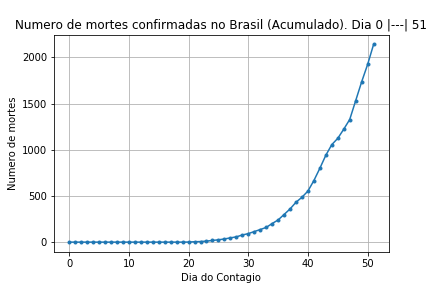 Numero de mortes confirmadas no Brasil (Acumulado). Dia 0 |---| 51
2000
1500
1000
500
0
Numero de mortes
0 10 20 30 40 50
Dia do Contagio